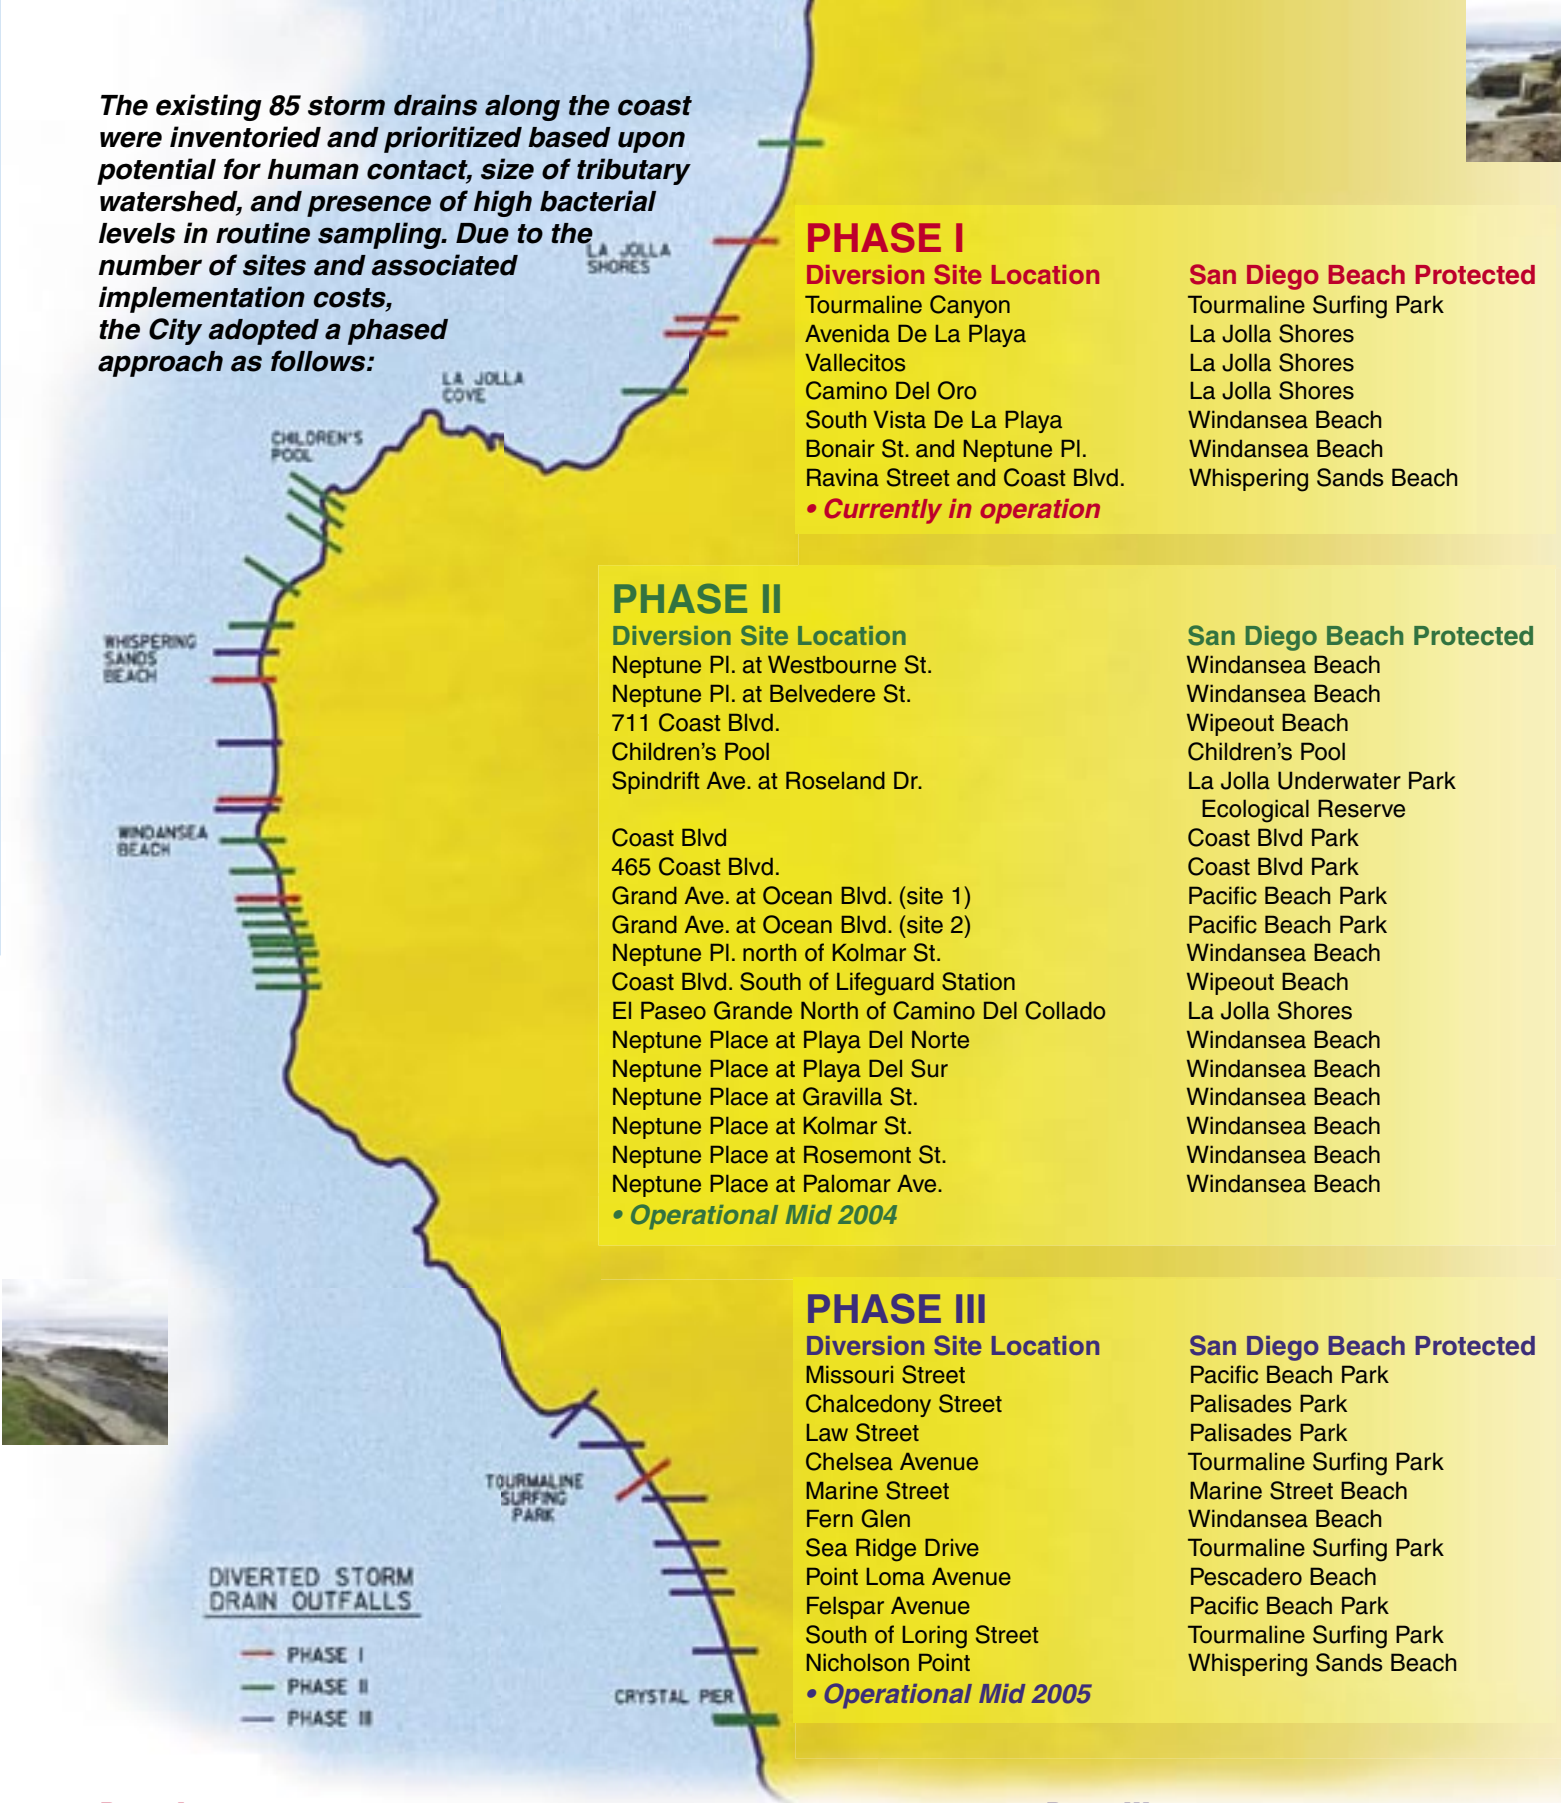 The existing 85 storm drains along the coast
were inventoried and prioritized based upon
potential for human contact, size of tributary
watershed, and presence of high bacterial
levels in routine sampling. Due to the
number of sites and associated
implementation costs,
the City adopted a phased
approach as follows:
LA JOLLA
SHORES
LA JOLLA
COVE
CHILDREN'S
POOL
WHISPERING
SANDS
BEACH
WINDANSEA
BEACH
TOURMALINE
SURFING
PARK
CRYSTAL PIER
DIVERTED STORM
DRAIN OUTFALLS
PHASE I
PHASE II
PHASE III
PHASE I
Diversion Site Location San Diego Beach Protected
Tourmaline Canyon Tourmaline Surfing Park
Avenida De La Playa La Jolla Shores
Vallecitos La Jolla Shores
Camino Del Oro La Jolla Shores
South Vista De La Playa Windansea Beach
Bonair St. and Neptune Pl. Windansea Beach
Ravina Street and Coast Blvd. Whispering Sands Beach
• Currently in operation
PHASE II
Diversion Site Location San Diego Beach Protected
Neptune Pl. at Westbourne St. Windansea Beach
Neptune Pl. at Belvedere St. Windansea Beach
711 Coast Blvd. Wipeout Beach
Children's Pool Children's Pool
Spindrift Ave. at Roseland Dr. La Jolla Underwater Park
Ecological Reserve
Coast Blvd Coast Blvd Park
465 Coast Blvd. Coast Blvd Park
Grand Ave. at Ocean Blvd. (site 1) Pacific Beach Park
Grand Ave. at Ocean Blvd. (site 2) Pacific Beach Park
Neptune Pl. north of Kolmar St. Windansea Beach
Coast Blvd. South of Lifeguard Station Wipeout Beach
El Paseo Grande North of Camino Del Collado La Jolla Shores
Neptune Place at Playa Del Norte Windansea Beach
Neptune Place at Playa Del Sur Windansea Beach
Neptune Place at Gravilla St. Windansea Beach
Neptune Place at Kolmar St. Windansea Beach
Neptune Place at Rosemont St. Windansea Beach
Neptune Place at Palomar Ave. Windansea Beach
• Operational Mid 2004
PHASE III
Diversion Site Location San Diego Beach Protected
Missouri Street Pacific Beach Park
Chalcedony Street Palisades Park
Law Street Palisades Park
Chelsea Avenue Tourmaline Surfing Park
Marine Street Marine Street Beach
Fern Glen Windansea Beach
Sea Ridge Drive Tourmaline Surfing Park
Point Loma Avenue Pescadero Beach
Felspar Avenue Pacific Beach Park
South of Loring Street Tourmaline Surfing Park
Nicholson Point Whispering Sands Beach
• Operational Mid 2005